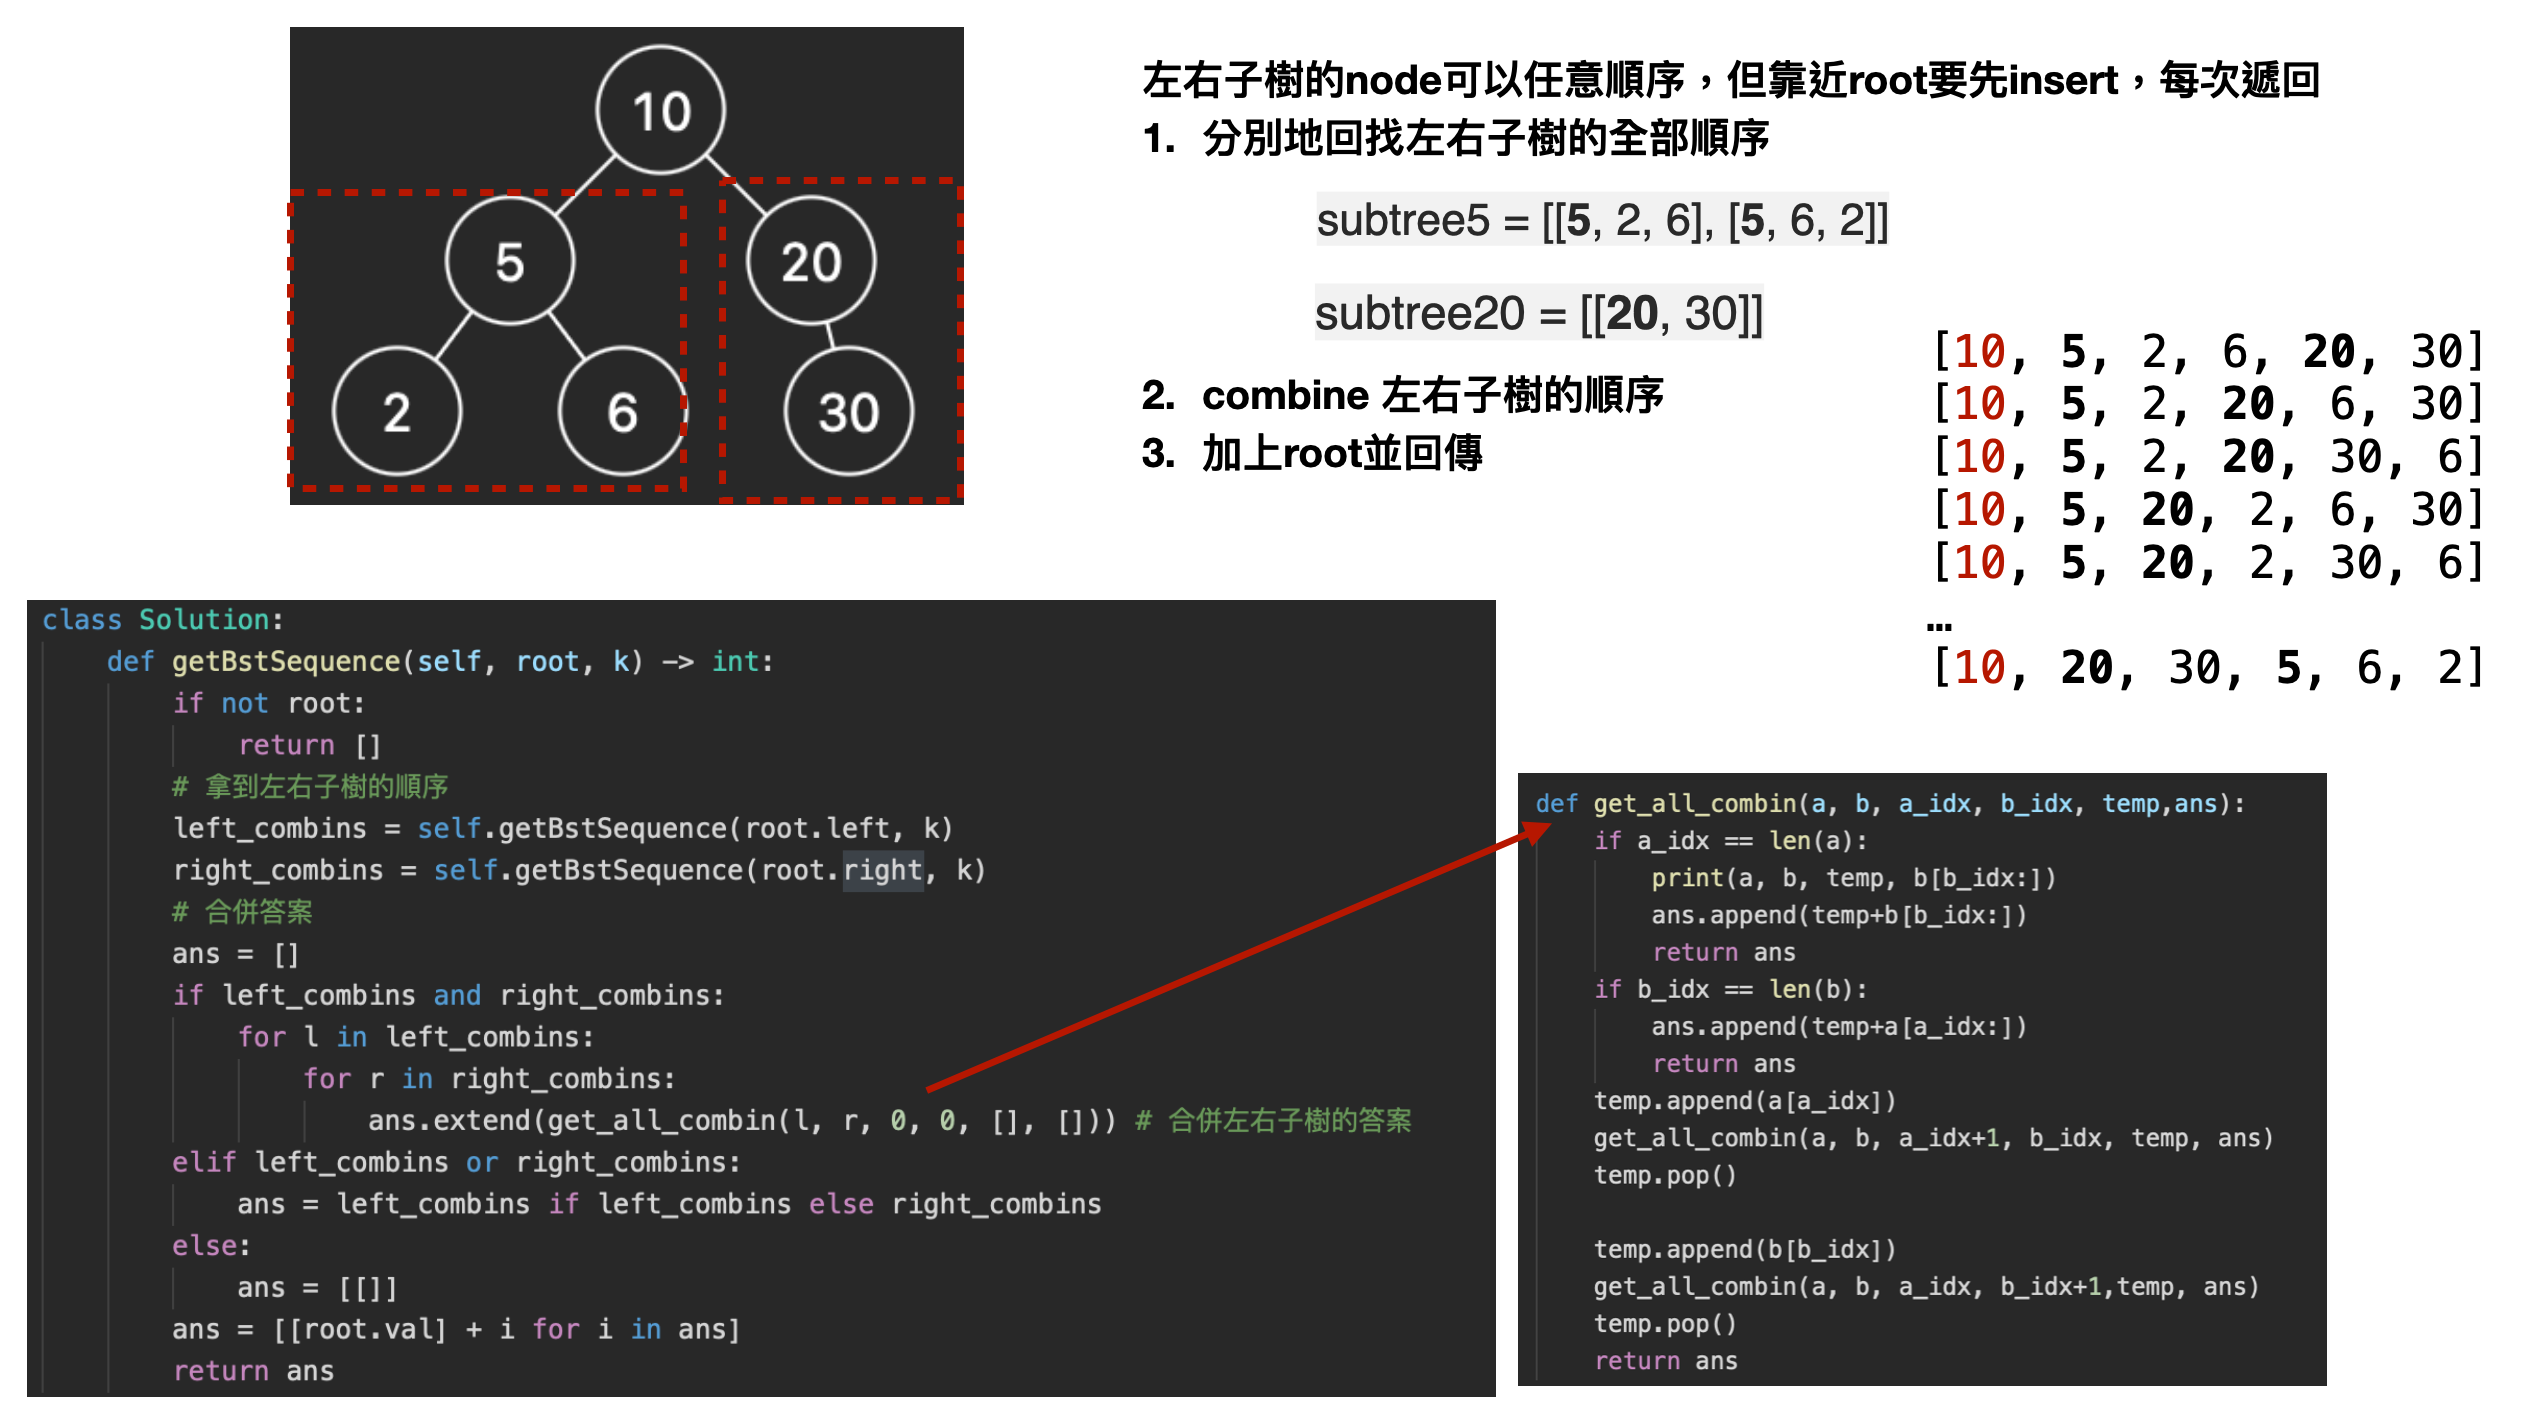 10
5
20
2
6
30
左右子樹的node可以任意順序，但靠近root要先insert，每次遞回
1. 分別地回找左右子樹的全部順序
subtree5 = [[5, 2, 6], [5, 6, 2]]
subtree20 = [[20, 30]]
2. combine 左右子樹的順序
3. 加上root並回傳
[10, 5, 2, 6, 20, 30]
[10, 5, 2, 20, 6, 30]
[10, 5, 2, 20, 30, 6]
[10, 5, 20, 2, 6, 30]
[10, 5, 20, 2, 30, 6]
…
[10, 20, 30, 5, 6, 2]
class Solution:
def getBstSequence(self, root, k) -> int:
if not root:
return []
# 拿到左右子樹的順序
left_combins = self.getBstSequence(root.left, k)
right_combins = self.getBstSequence(root.right, k)
# 合併答案
ans = []
if left_combins and right_combins:
for l in left_combins:
for r in right_combins:
ans.extend(get_all_combin(l, r, 0, 0, [], [])) # 合併左右子樹的答案
elif left_combins or right_combins:
ans = left_combins if left_combins else right_combins
else:
ans = [[]]
ans = [[root.val] + i for i in ans]
return ans
def get_all_combin(a, b, a_idx, b_idx, temp,ans):
if a_idx == len(a):
print(a, b, temp, b[b_idx:])
ans.append(temp+b[b_idx:])
return ans
if b_idx == len(b):
ans.append(temp+a[a_idx:])
return ans
temp.append(a[a_idx])
get_all_combin(a, b, a_idx+1, b_idx, temp, ans)
temp.pop()
temp.append(b[b_idx])
get_all_combin(a, b, a_idx, b_idx+1,temp, ans)
temp.pop()
return ans